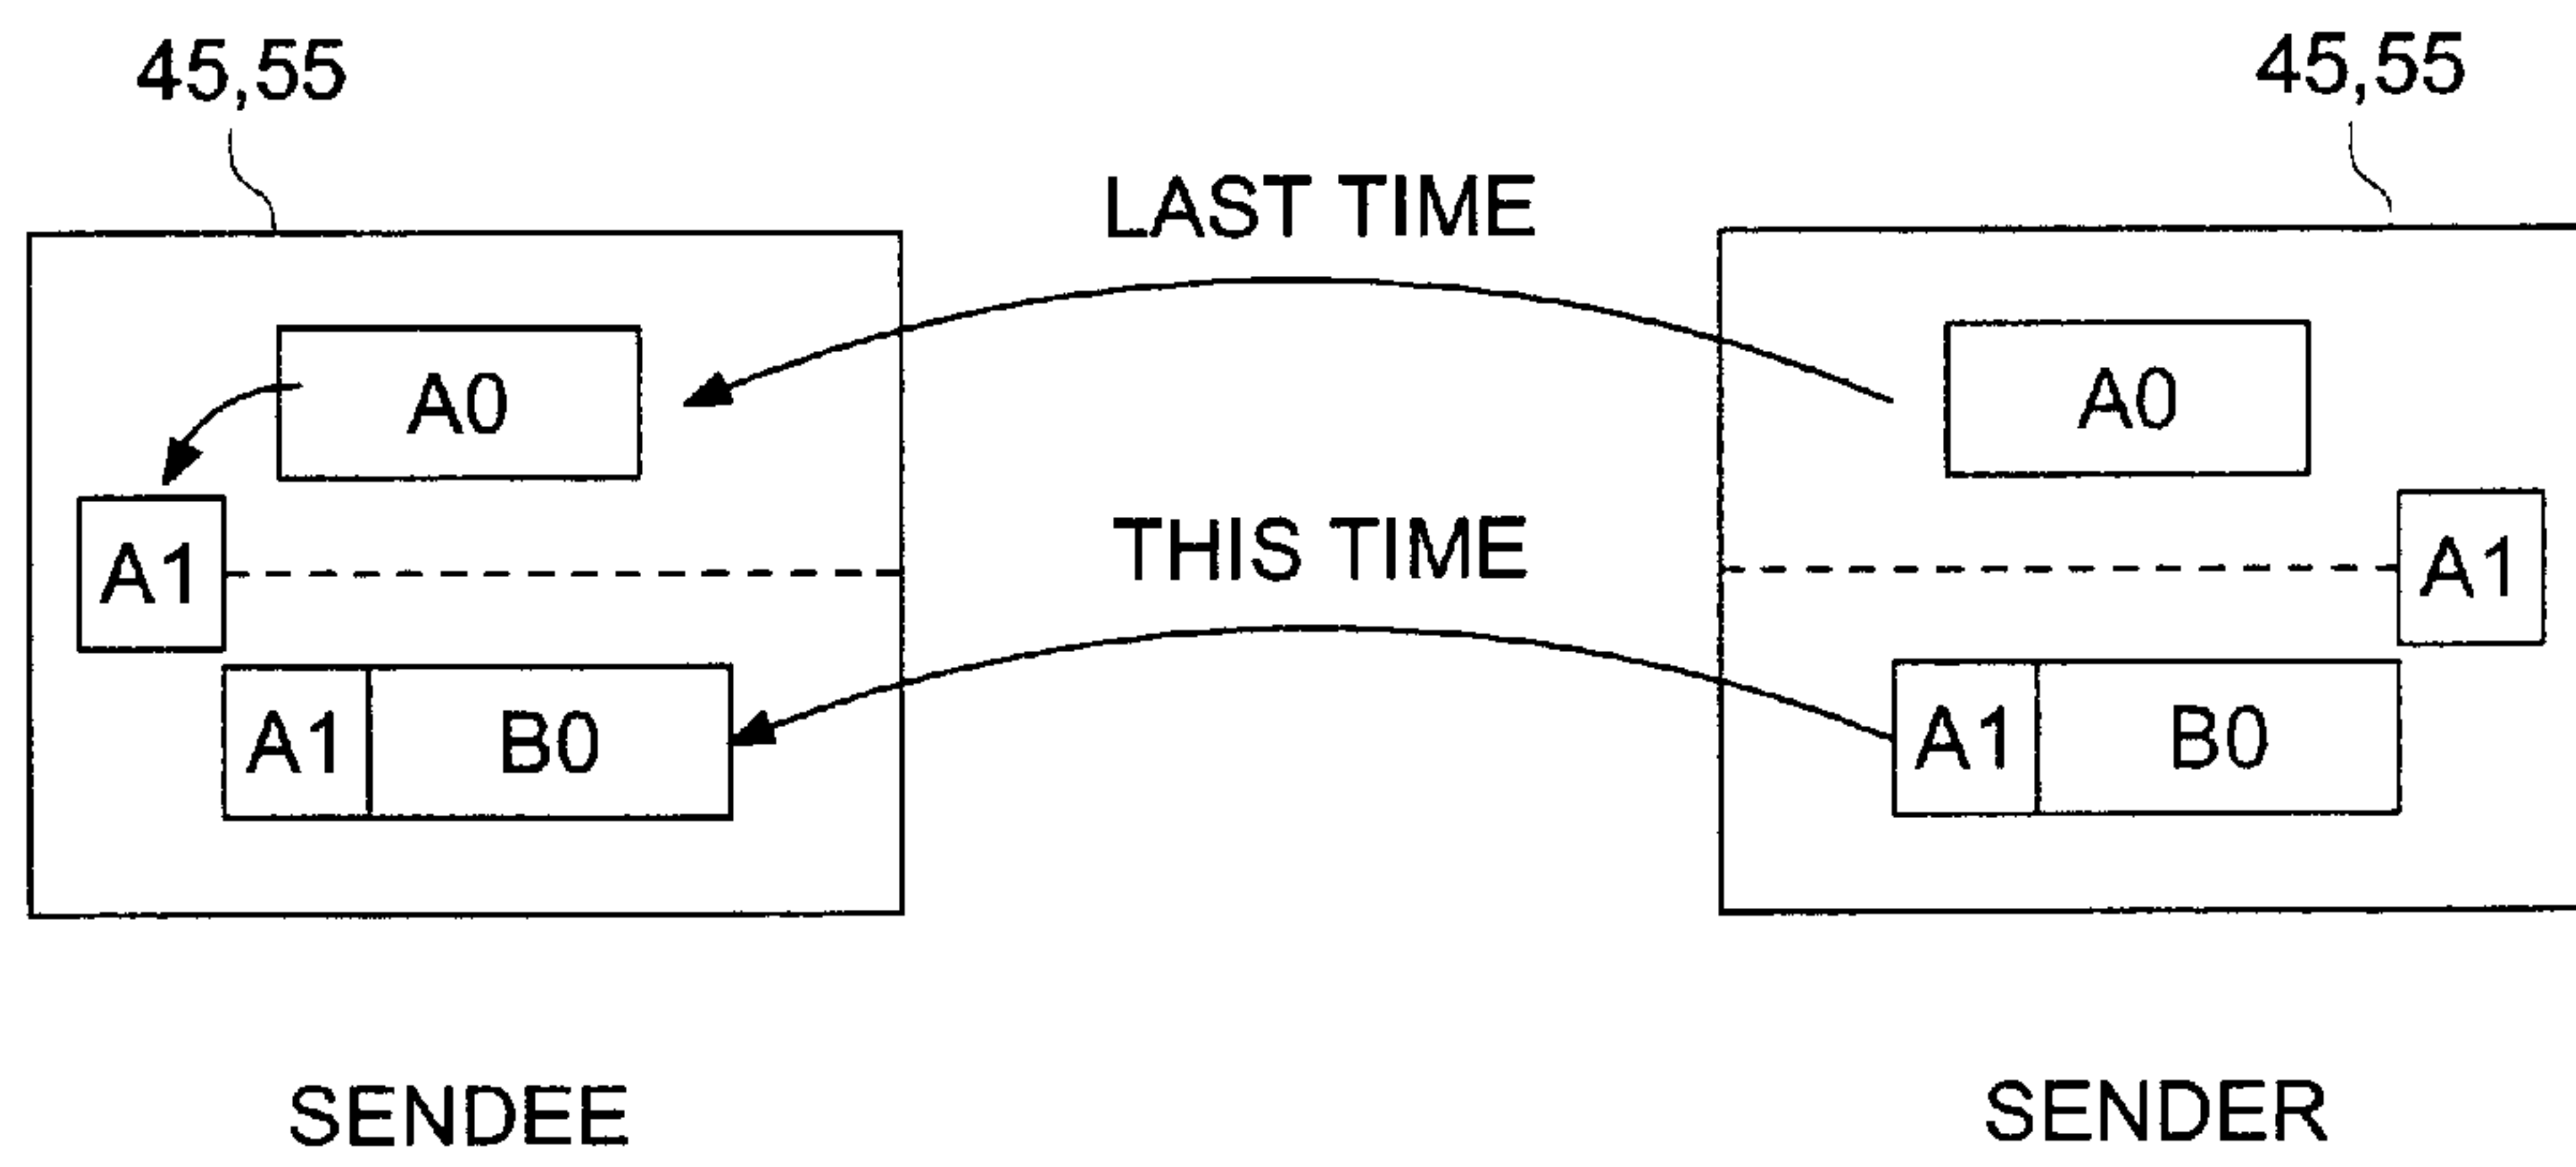 45,55
45,55
LAST TIME
A0
A0
THIS TIME
A1
A1
A1 B0
A1 B0
SENDEE
SENDER